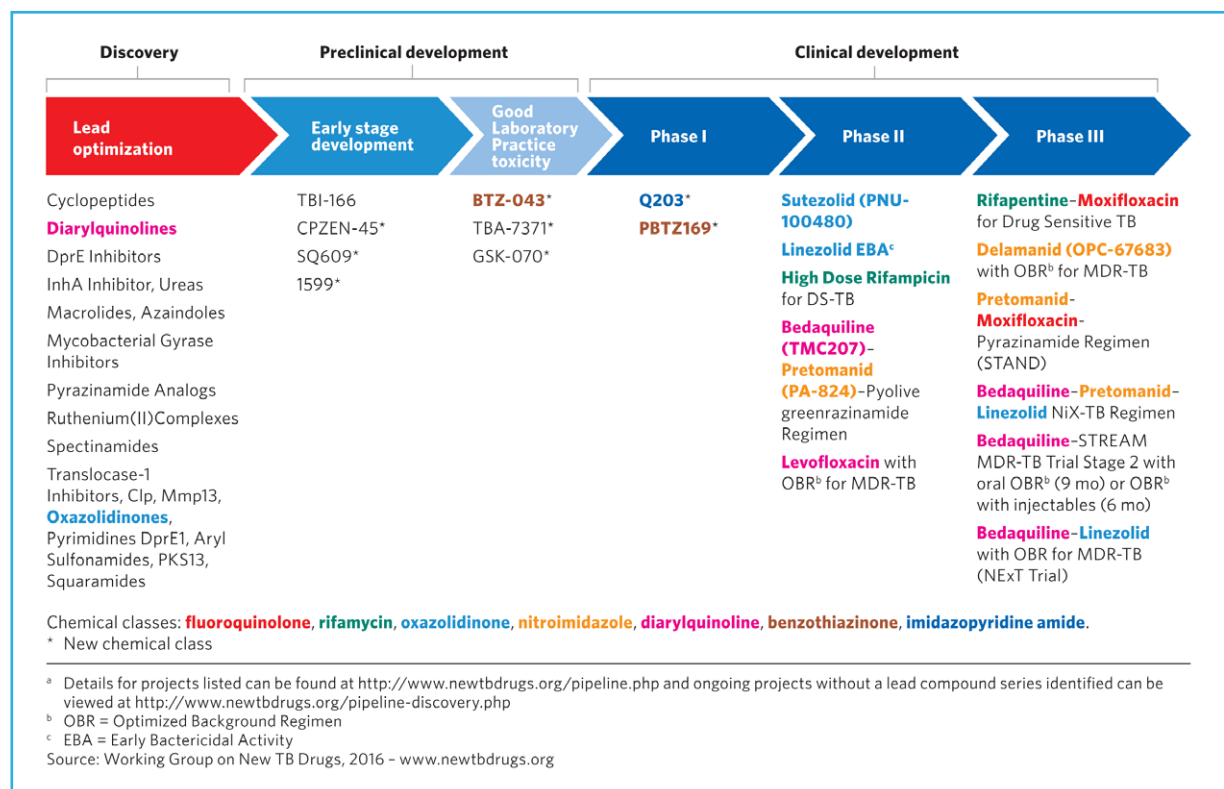 Discovery
Preclinical development
Clinical development
Lead
optimization
Early stage
development
Good
Laboratory
Practice
toxicity
Phase I
Phase II
Phase III
Cyclopeptides
Diarylquinolines
DprE Inhibitors
InhA Inhibitor, Ureas
Macrolides, Azaindoles
Mycobacterial Gyrase
Inhibitors
Pyrazinamide Analogs
Ruthenium(II)Complexes
Spectinamides
Translocase-1
Inhibitors, Clp, Mmp13,
Oxazolidinones,
Pyrimidines DprE1, Aryl
Sulfonamides, PKS13,
Squaramides
TBI-166
CPZEN-45*
SQ609*
1599*
BTZ-043*
TBA-7371*
GSK-070*
Q203*
PBTZ169*
Sutezolid (PNU-
100480)
Linezolid EBAᶜ
High Dose Rifampicin
for DS-TB
Bedaquiline
(TMC207)–
Pretomanid
(PA-824)–Pyolive
greenrazinamide
Regimen
Levofloxacin with
OBRᵇ for MDR-TB
Rifapentine–Moxifloxacin
for Drug Sensitive TB
Delamanid (OPC-67683)
with OBRᵇ for MDR-TB
Pretomanid-
Moxifloxacin-
Pyrazinamide Regimen
(STAND)
Bedaquiline–Pretomanid–
Linezolid NiX-TB Regimen
Bedaquiline–STREAM
MDR-TB Trial Stage 2 with
oral OBRᵇ (9 mo) or OBRᵇ
with injectables (6 mo)
Bedaquiline–Linezolid
with OBR for MDR-TB
(NExT Trial)
Chemical classes: fluoroquinolone, rifamycin, oxazolidinone, nitroimidazole, diarylquinoline, benzothiazinone, imidazopyridine amide.
* New chemical class
ᵃ Details for projects listed can be found at http://www.newtbdrugs.org/pipeline.php and ongoing projects without a lead compound series identified can be
viewed at http://www.newtbdrugs.org/pipeline-discovery.php
ᵇ OBR = Optimized Background Regimen
ᶜ EBA = Early Bactericidal Activity
Source: Working Group on New TB Drugs, 2016 – www.newtbdrugs.org